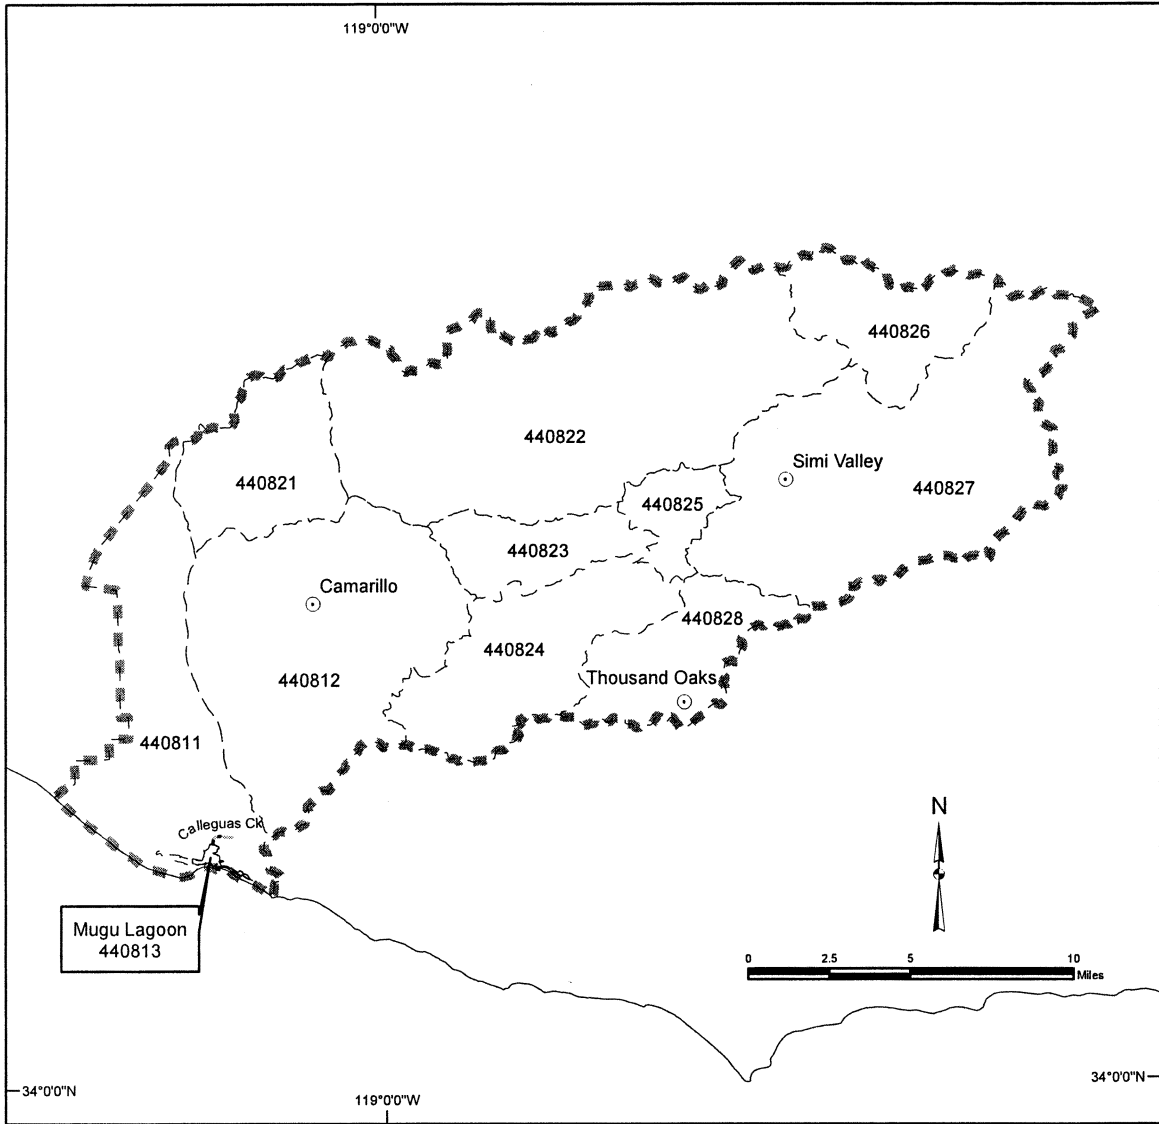 119°0'0"W
440826
440822
Simi Valley
440821
440827
440825
440823
Camarillo
440828
440824
440812
Thousand Oaks
440811
N
Calleguas Ck
Mugu Lagoon
440813
0 2.5 5 10
Miles
34°0'0"N
34°0'0"N
119°0'0"W